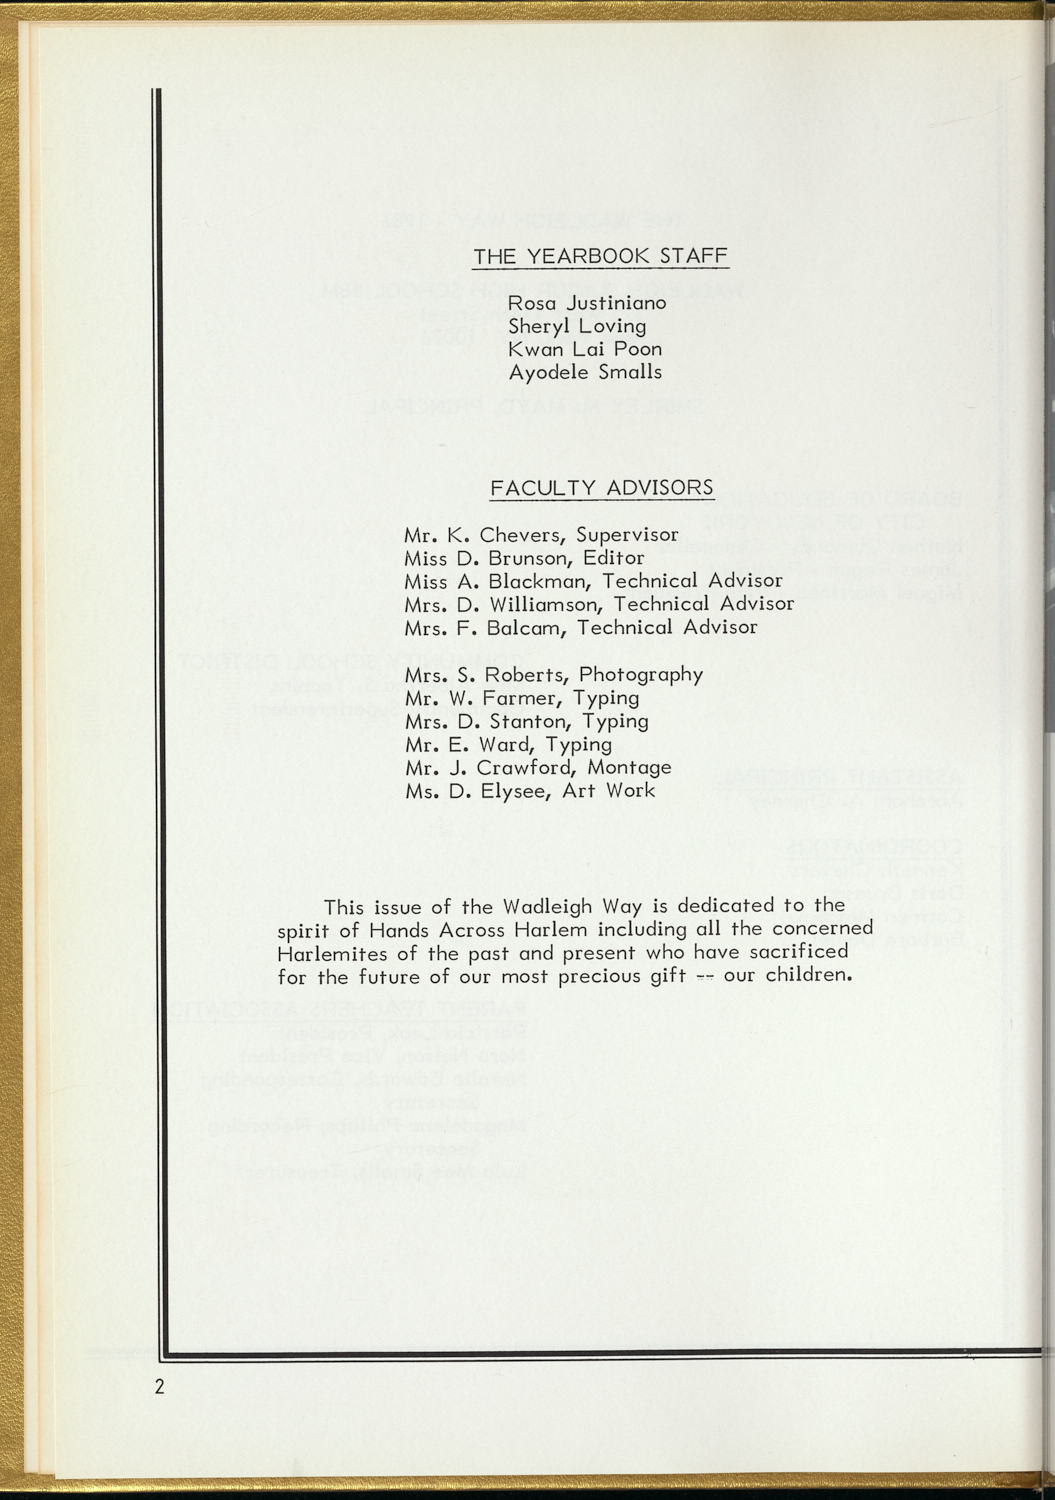 THE YEARBOOK STAFF
Rosa Justiniano
Sheryl Loving
Kwan Lai Poon
Ayodele Smalls
FACULTY ADVISORS
Mr. K. Chevers, Supervisor
Miss D. Brunson, Editor
Miss A. Blackman, Technical Advisor
Mrs. D. Williamson, Technical Advisor
Mrs. F. Balcam, Technical Advisor
Mrs. S. Roberts, Photography
Mr. W. Farmer, Typing
Mrs. D. Stanton, Typing
Mr. E. Ward, Typing
Mr. J. Crawford, Montage
Ms. D. Elysee, Art Work
This issue of the Wadleigh Way is dedicated to the
spirit of Hands Across Harlem including all the concerned
Harlemites of the past and present who have sacrificed
for the future of our most precious gift -- our children.
2